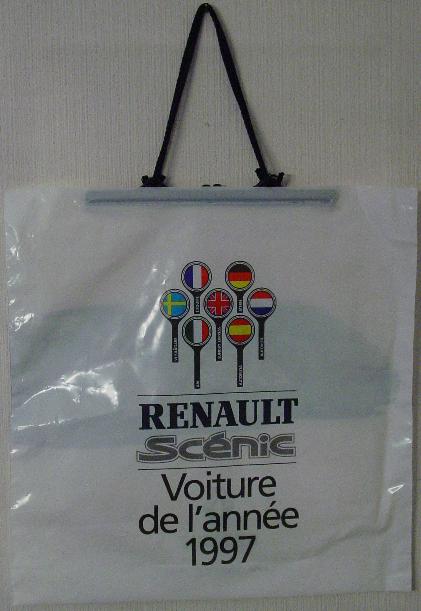 RENAULT
Scénic
Voiture
de l'année
1997